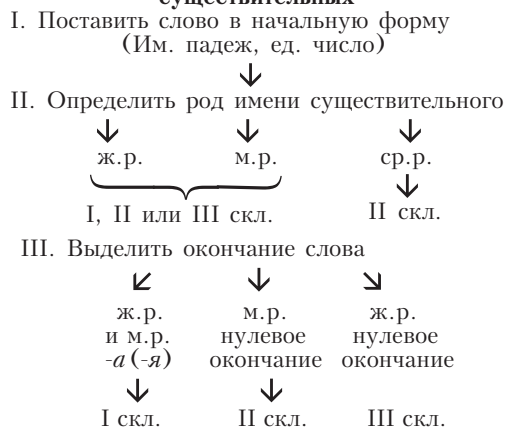 существительных
I. Поставить слово в начальную форму
(Им. падеж, ед. число)
II. Определить род имени существительного
ж.р. м.р. ср.р.
I, II или III скл. II скл.
III. Выделить окончание слова
ж.р. м.р. ж.р.
и м.р. нулевое нулевое
-а (-я) окончание окончание
I скл. II скл. III скл.